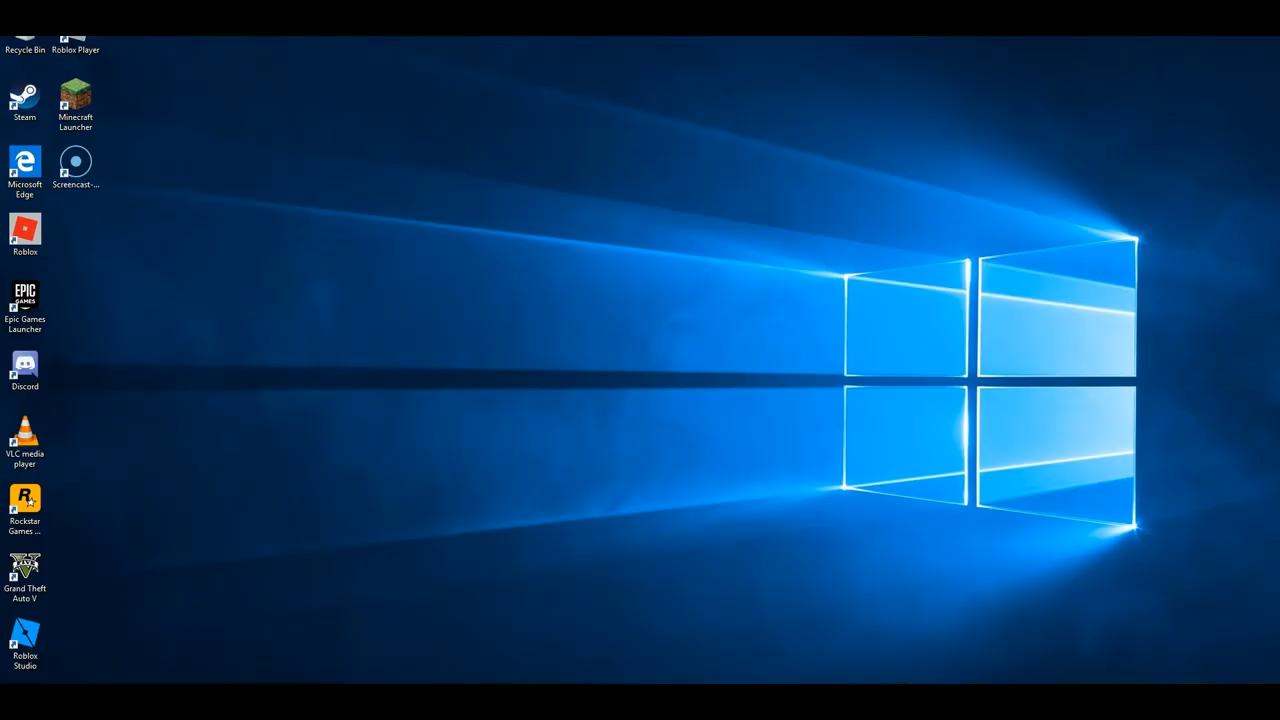 Recycle Bin
Roblox Player
Steam
Minecraft
Launcher
Microsoft
Edge
Screencast-...
Roblox
EPIC
GAMES
Epic Games
Launcher
Discord
VLC media
player
R
Rockstar
Games ...
V
Grand Theft
Auto V
Roblox
Studio